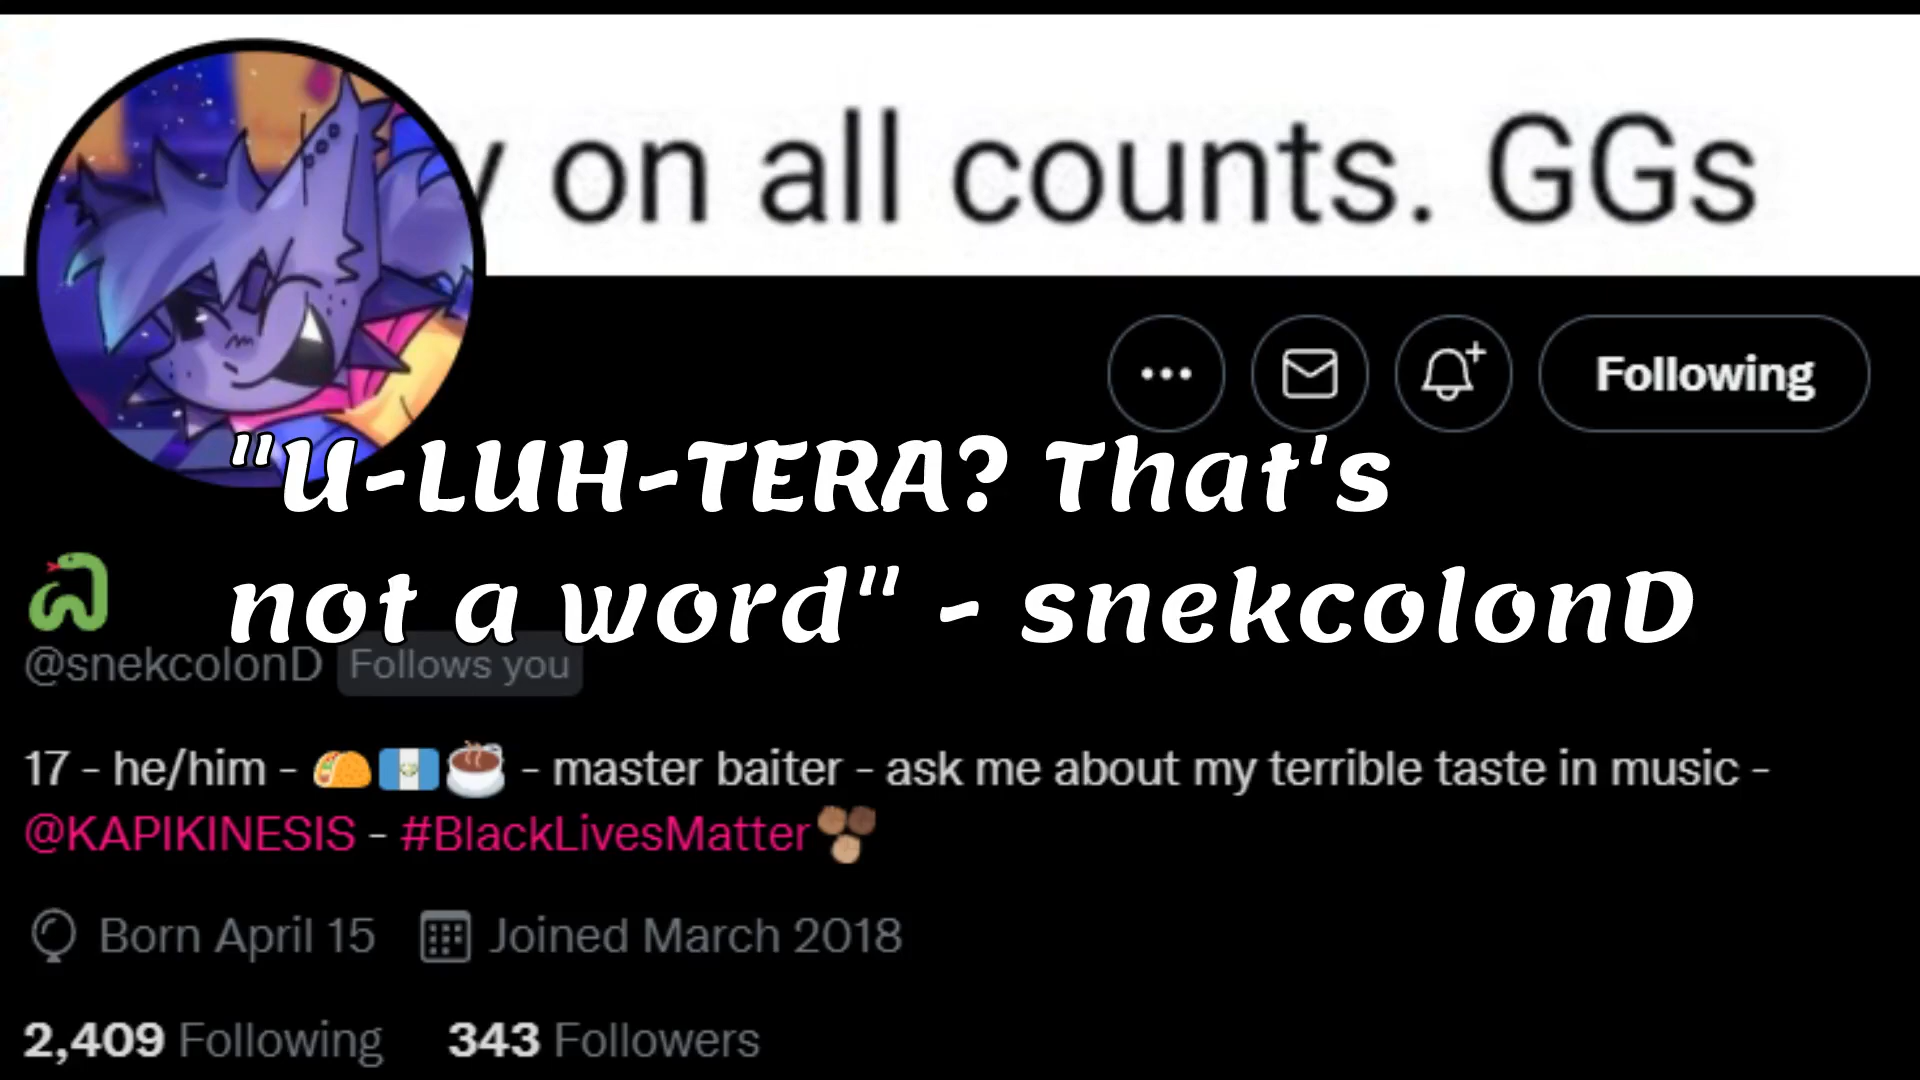 y on all counts. GGs
Following
"U-LUH-TERA? That's
not a word" - snekcolonD
@snekcolonD Follows you
17 - he/him - 🌮🇬🇹☕ - master baiter - ask me about my terrible taste in music -
@KAPIKINESIS - #BlackLivesMatter
Born April 15 Joined March 2018
2,409 Following 343 Followers